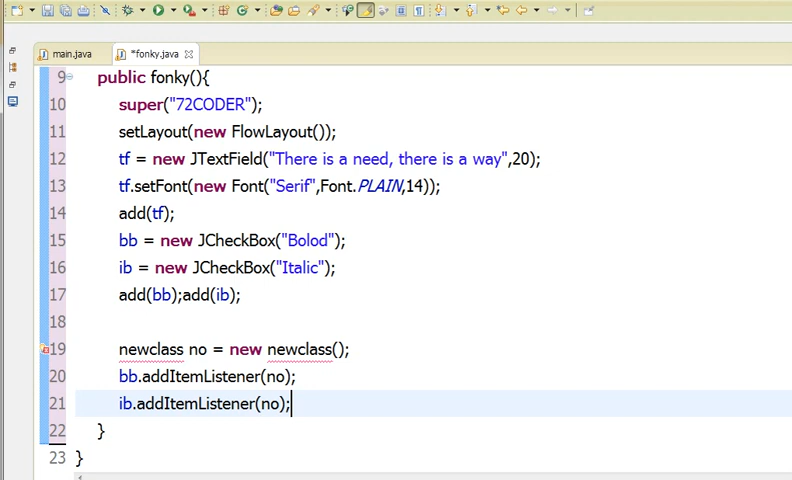 main.java *fonky.java
9 public fonky(){
10 super("72CODER");
11 setLayout(new FlowLayout());
12 tf = new JTextField("There is a need, there is a way",20);
13 tf.setFont(new Font("Serif",Font.PLAIN,14));
14 add(tf);
15 bb = new JCheckBox("Bolod");
16 ib = new JCheckBox("Italic");
17 add(bb);add(ib);
18
19 newclass no = new newclass();
20 bb.addItemListener(no);
21 ib.addItemListener(no);
22 }
23 }